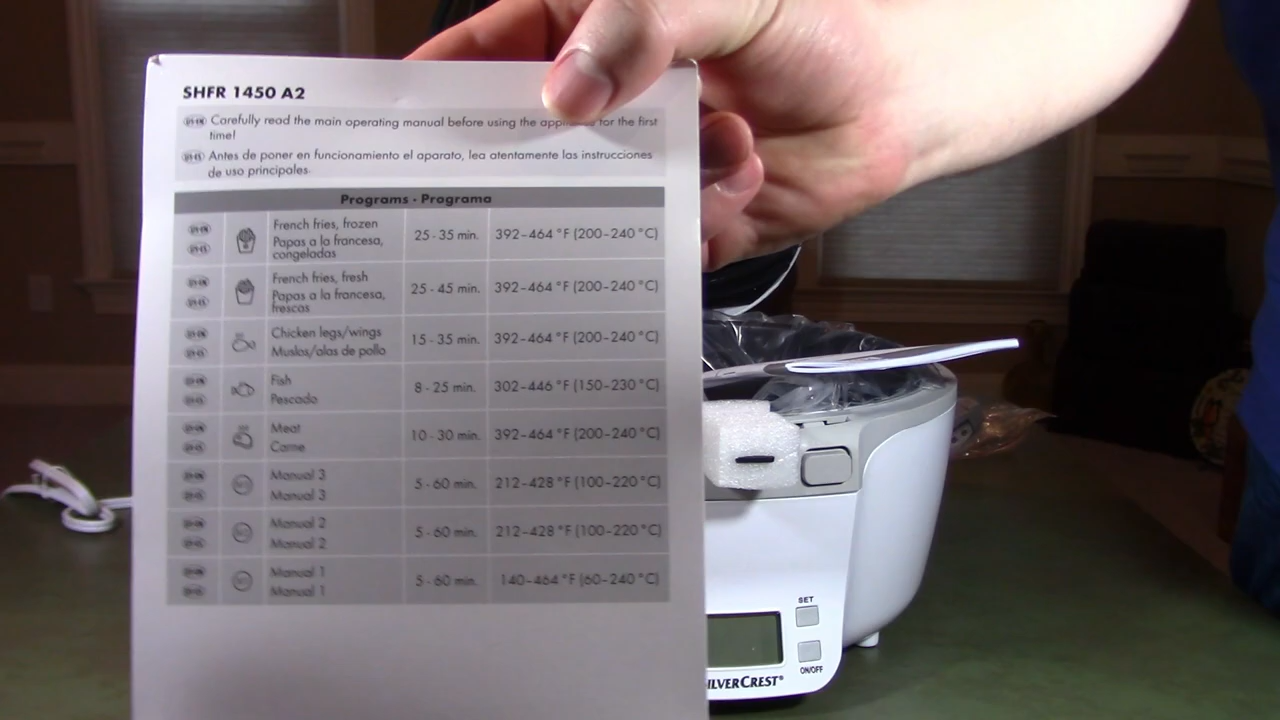 SHFR 1450 A2
Carefully read the main operating manual before using the for the first
time!
Antes de poner en funcionamiento el aparato, lea atentamente las instrucciones
de uso principales.
Programs - Programa
French fries, frozen
Papas a la francesa,
congeladas
25 - 35 min.
392–464 °F (200–240 °C)
French fries, fresh
Papas a la francesa,
frescas
25 - 45 min.
392–464 °F (200–240 °C)
Chicken legs/wings
Muslos/alas de pollo
15 - 35 min.
392–464 °F (200–240 °C)
Fish
Pescado
8 - 25 min.
302–446 °F (150–230 °C)
Meat
Carne
10 - 30 min.
392–464 °F (200–240 °C)
Manual 3
Manual 3
5 - 60 min.
212–428 °F (100–220 °C)
Manual 2
Manual 2
5 - 60 min.
212–428 °F (100–220 °C)
Manual 1
Manual 1
5 - 60 min.
140–464 °F (60–240 °C)
SET
ON/OFF
ILVERCREST®